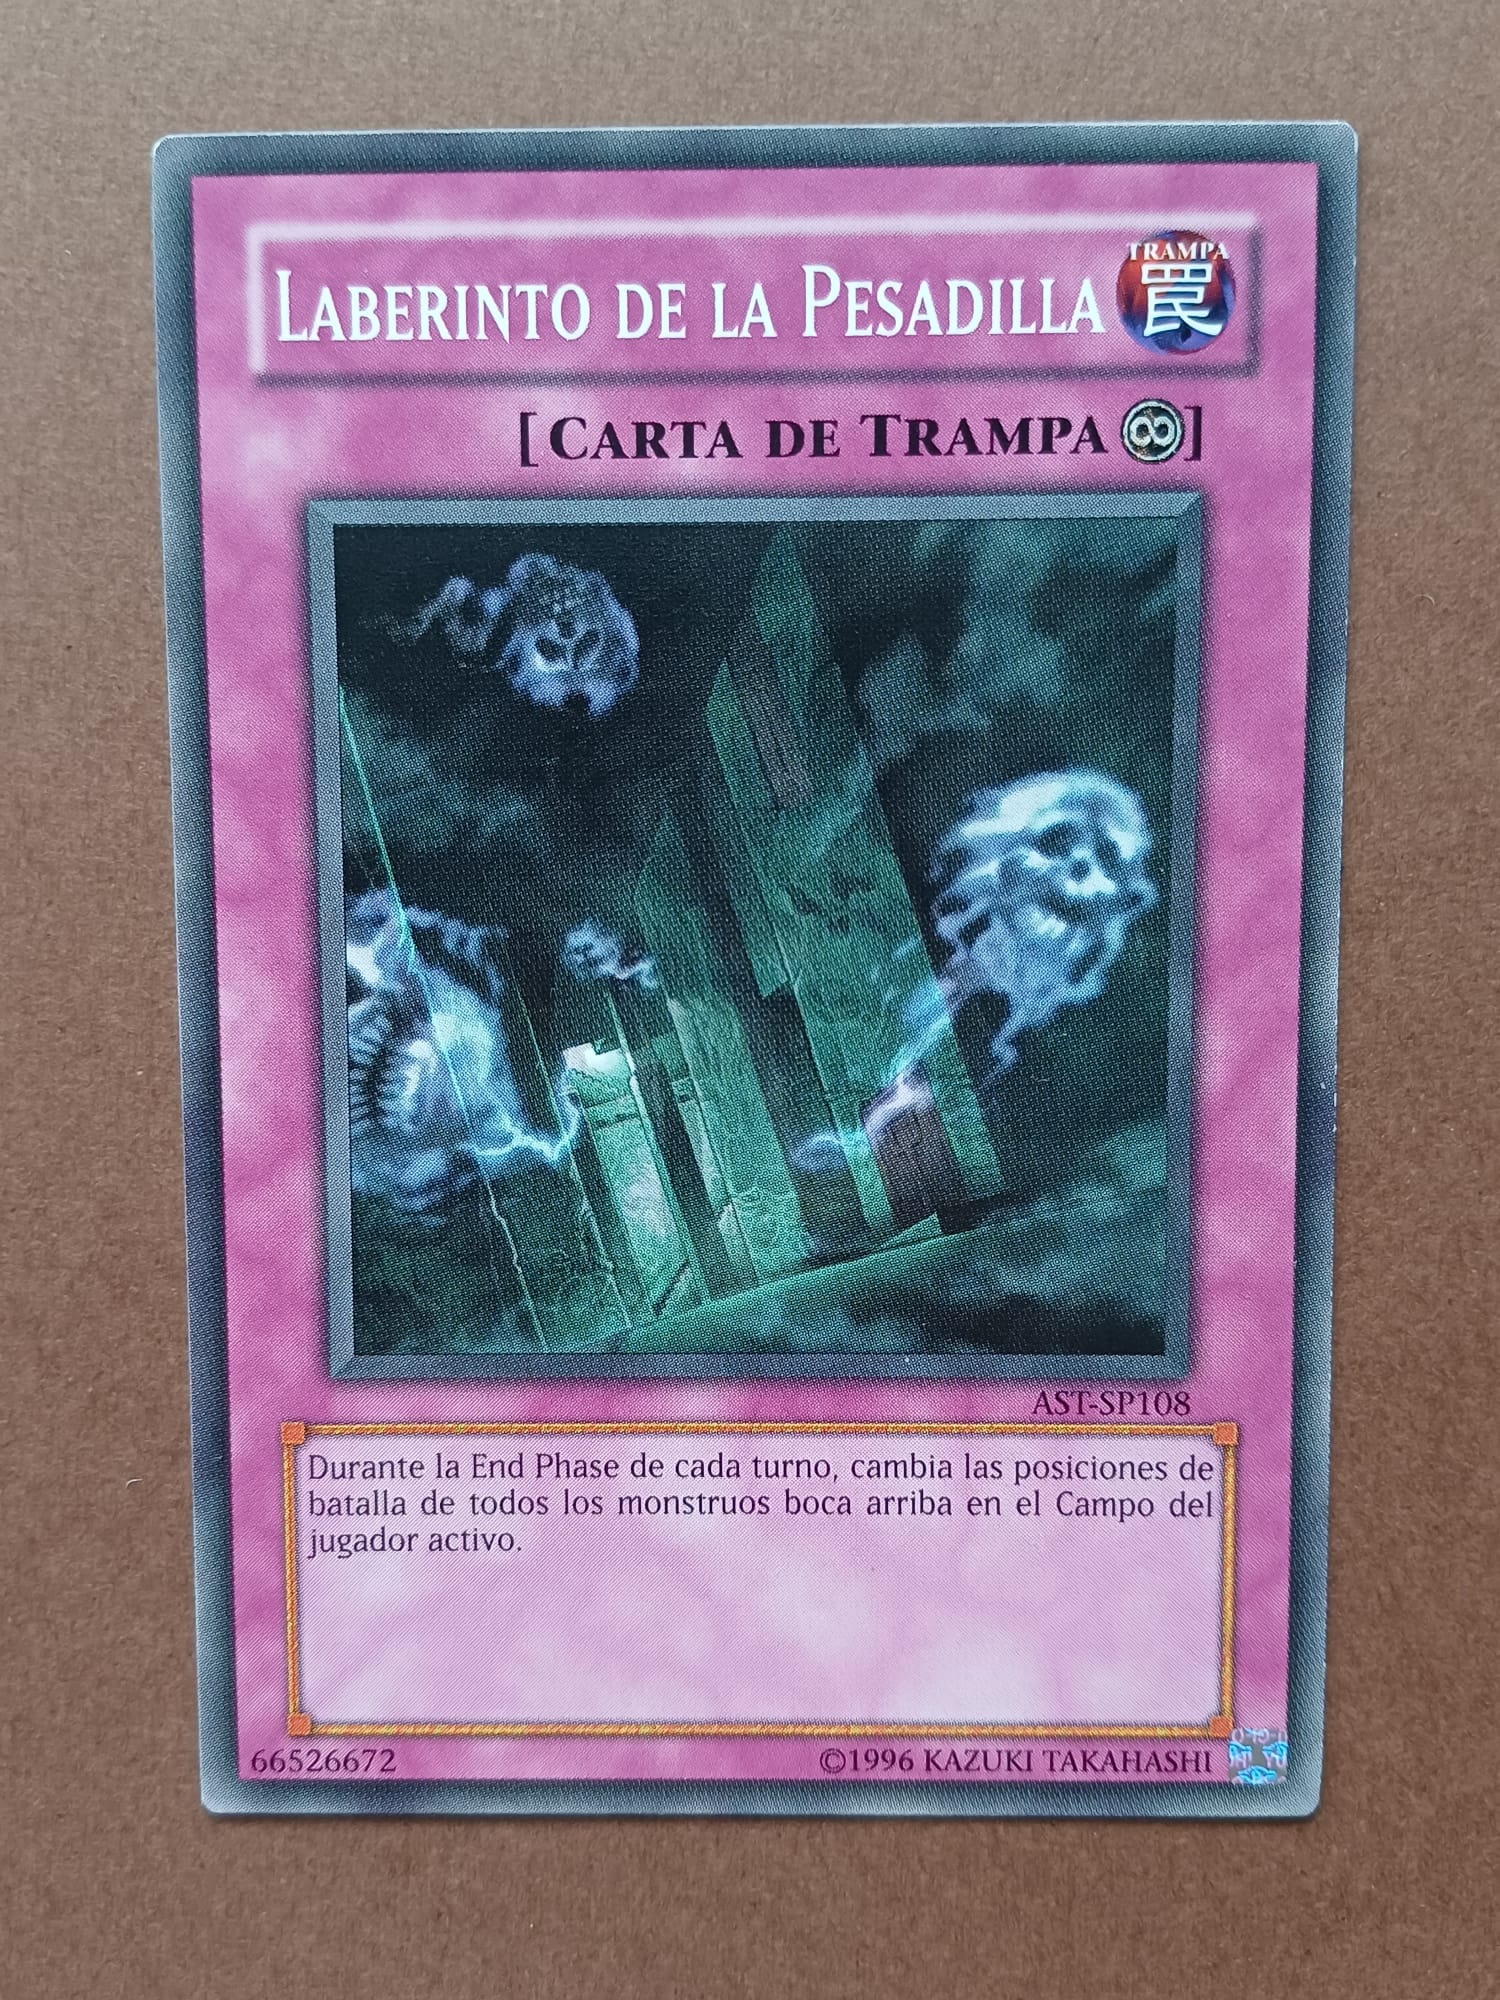 Laberinto de la Pesadilla
TRAMPA
罠
[Carta de Trampa]
AST-SP108
Durante la End Phase de cada turno, cambia las posiciones de
batalla de todos los monstruos boca arriba en el Campo del
jugador activo.
66526672
©1996 KAZUKI TAKAHASHI